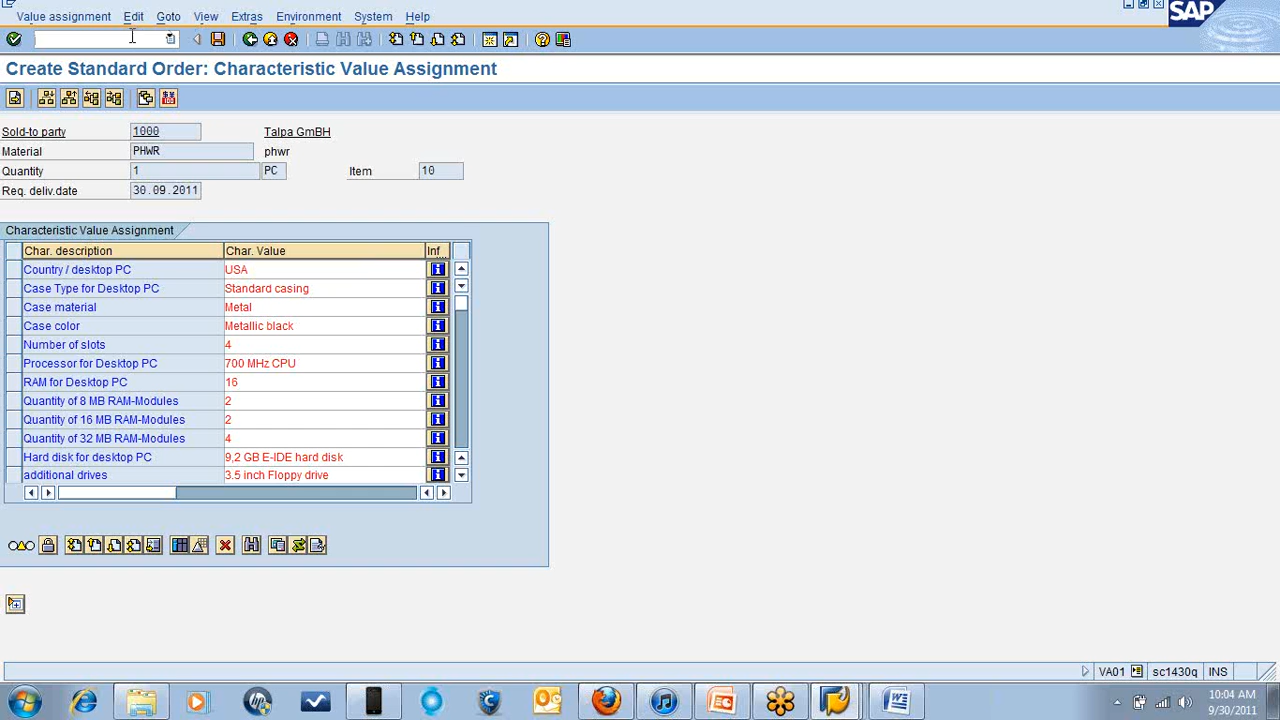 Value assignment Edit Goto View Extras Environment System Help
SAP
Create Standard Order: Characteristic Value Assignment
Sold-to party 1000 Talpa GmBH
Material PHWR phwr
Quantity 1 PC Item 10
Req. deliv.date 30.09.2011
Characteristic Value Assignment
Char. description Char. Value Inf
Country / desktop PC USA
Case Type for Desktop PC Standard casing
Case material Metal
Case color Metallic black
Number of slots 4
Processor for Desktop PC 700 MHz CPU
RAM for Desktop PC 16
Quantity of 8 MB RAM-Modules 2
Quantity of 16 MB RAM-Modules 2
Quantity of 32 MB RAM-Modules 4
Hard disk for desktop PC 9,2 GB E-IDE hard disk
additional drives 3.5 inch Floppy drive
VA01 sc1430q INS
10:04 AM
9/30/2011